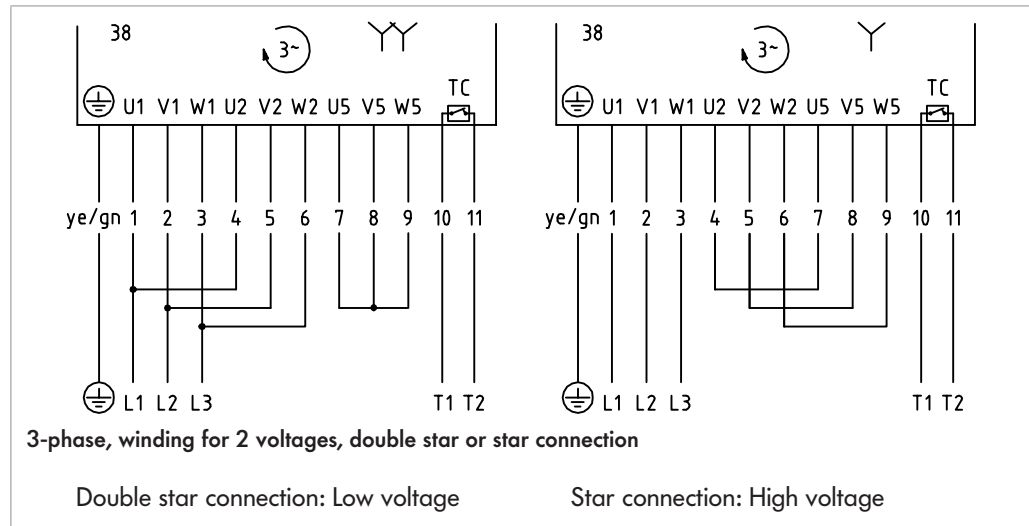 38 3~
TC
U1 V1 W1 U2 V2 W2 U5 V5 W5
ye/gn 1 2 3 4 5 6 7 8 9 10 11
L1 L2 L3 T1 T2
38 3~
TC
U1 V1 W1 U2 V2 W2 U5 V5 W5
ye/gn 1 2 3 4 5 6 7 8 9 10 11
L1 L2 L3 T1 T2
3-phase, winding for 2 voltages, double star or star connection
Double star connection: Low voltage
Star connection: High voltage